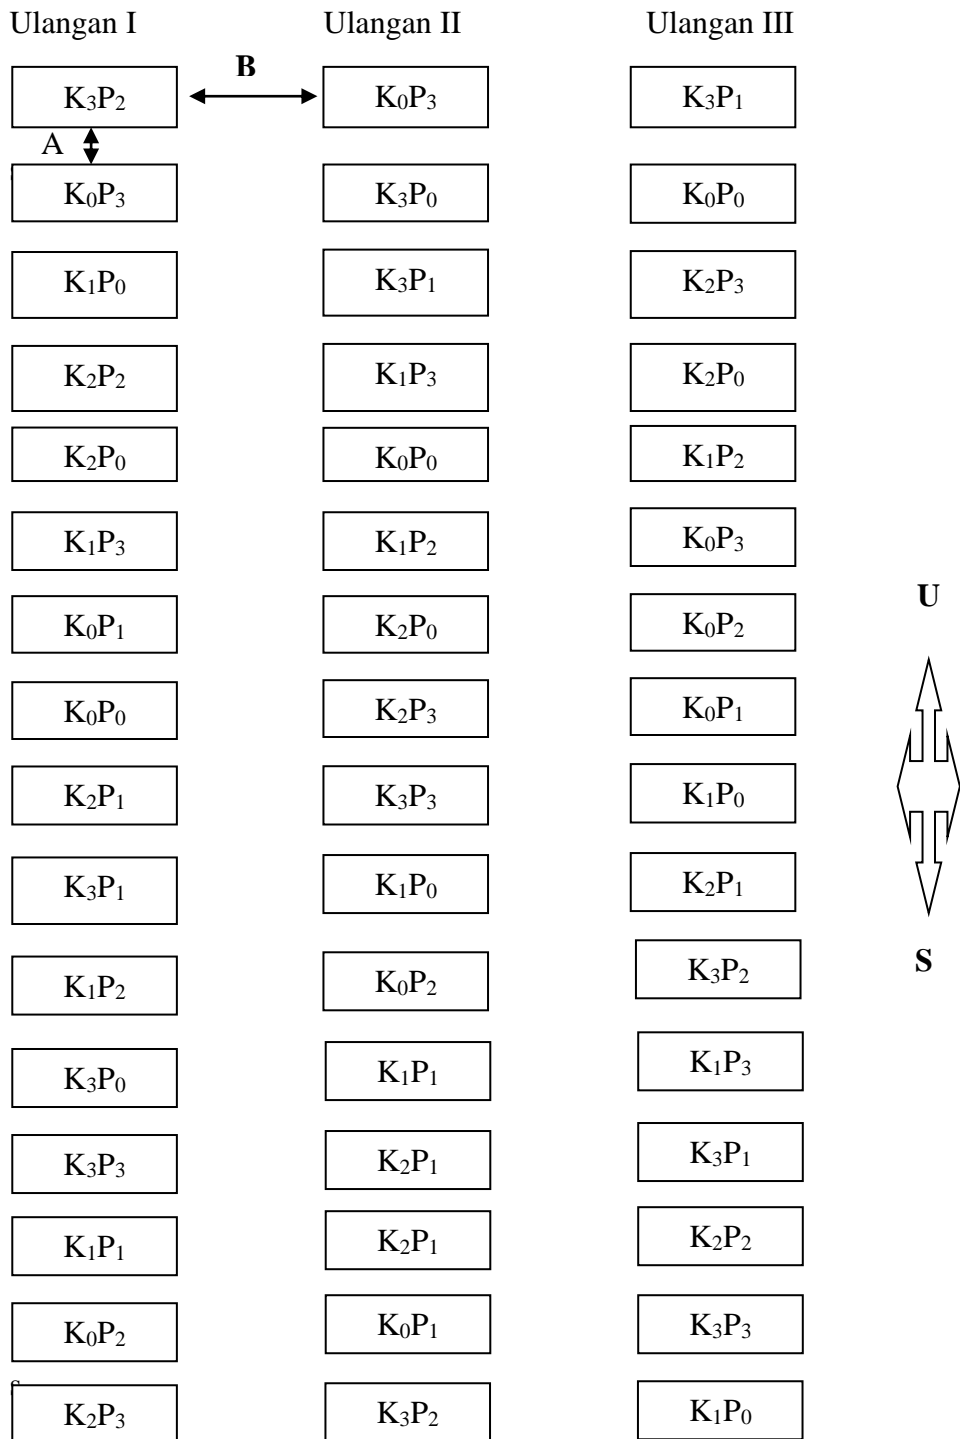 Ulangan I Ulangan II Ulangan III
B
K₃P₂ K₀P₃ K₃P₁
A
K₀P₃ K₃P₀ K₀P₀
K₁P₀ K₃P₁ K₂P₃
K₂P₂ K₁P₃ K₂P₀
K₂P₀ K₀P₀ K₁P₂
K₁P₃ K₁P₂ K₀P₃
U
K₀P₁ K₂P₀ K₀P₂
K₀P₀ K₂P₃ K₀P₁
K₂P₁ K₃P₃ K₁P₀
K₃P₁ K₁P₀ K₂P₁
S
K₁P₂ K₀P₂ K₃P₂
K₃P₀ K₁P₁ K₁P₃
K₃P₃ K₂P₁ K₃P₁
K₁P₁ K₂P₁ K₂P₂
K₀P₂ K₀P₁ K₃P₃
K₂P₃ K₃P₂ K₁P₀